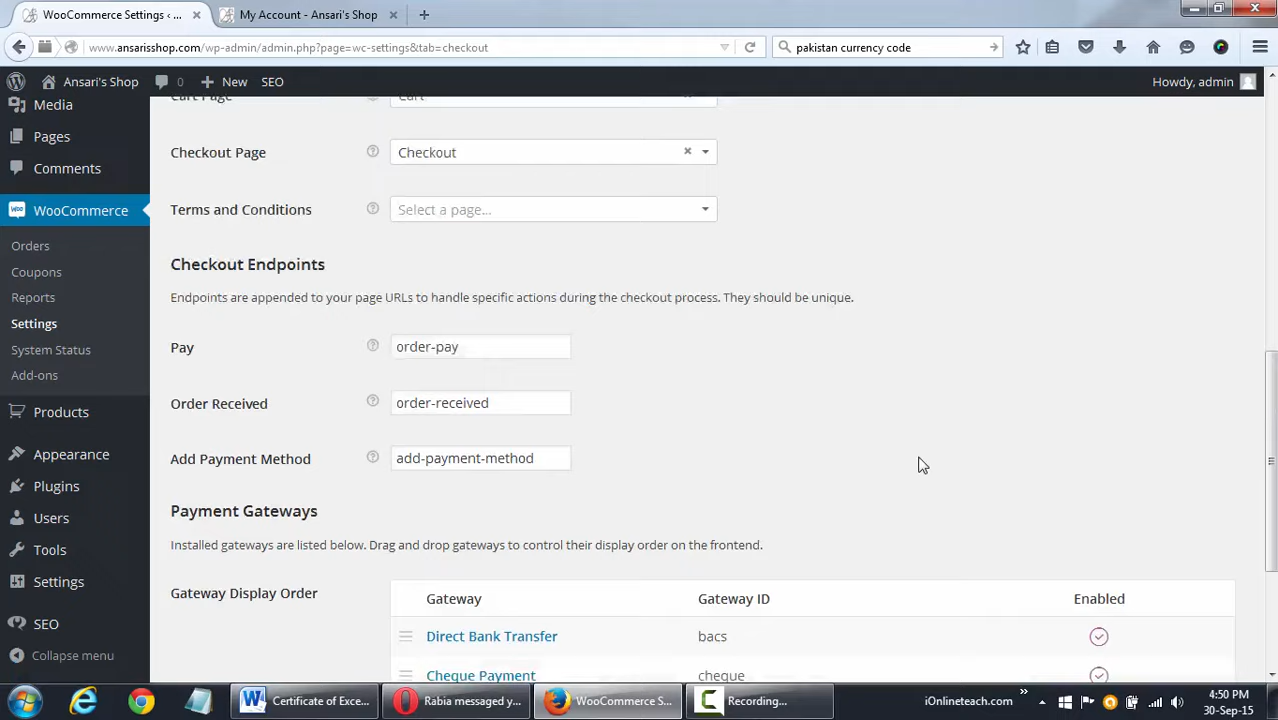 WooCommerce Settings ‹ ...
My Account - Ansari's Shop
www.ansarisshop.com/wp-admin/admin.php?page=wc-settings&tab=checkout
pakistan currency code
Ansari's Shop
0
New
SEO
Howdy, admin
Media
Pages
Comments
WooCommerce
Orders
Coupons
Reports
Settings
System Status
Add-ons
Products
Appearance
Plugins
Users
Tools
Settings
SEO
Collapse menu
Cart Page
Cart
Checkout Page
Checkout
Terms and Conditions
Select a page...
Checkout Endpoints
Endpoints are appended to your page URLs to handle specific actions during the checkout process. They should be unique.
Pay
order-pay
Order Received
order-received
Add Payment Method
add-payment-method
Payment Gateways
Installed gateways are listed below. Drag and drop gateways to control their display order on the frontend.
Gateway Display Order
Gateway
Gateway ID
Enabled
Direct Bank Transfer
bacs
Cheque Payment
cheque
Certificate of Exce...
Rabia messaged y...
WooCommerce S...
Recording...
iOnlineteach.com
4:50 PM
30-Sep-15